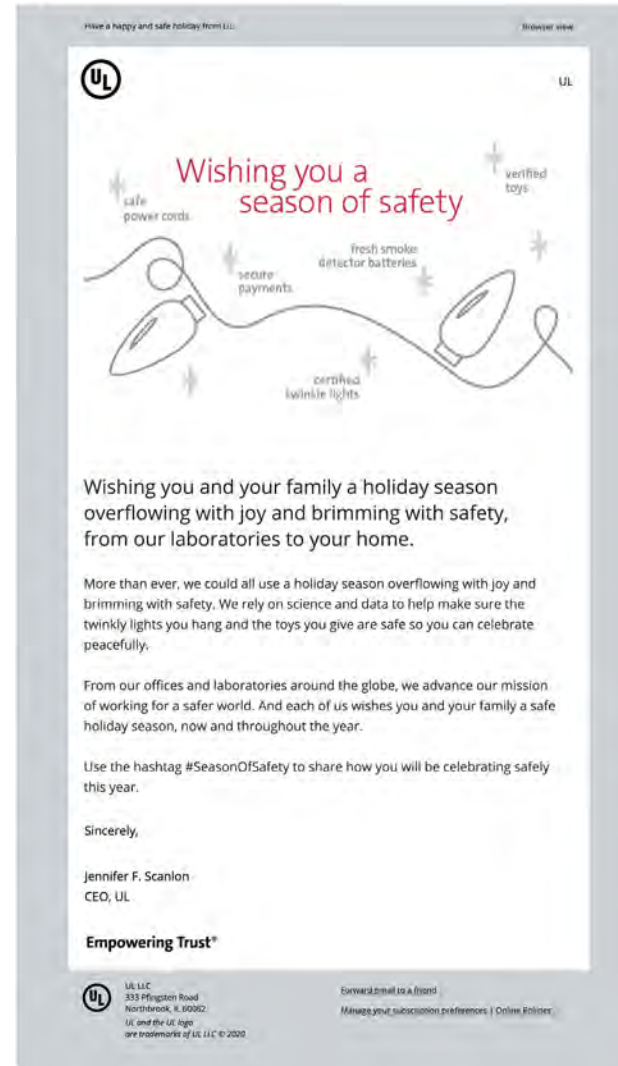 Have a happy and safe holiday from UL
Browser view
UL
UL
Wishing you a
season of safety
verified
toys
safe
power cords
fresh smoke
detector batteries
secure
payments
certified
twinkle lights
Wishing you and your family a holiday season
overflowing with joy and brimming with safety,
from our laboratories to your home.
More than ever, we could all use a holiday season overflowing with joy and
brimming with safety. We rely on science and data to help make sure the
twinkly lights you hang and the toys you give are safe so you can celebrate
peacefully.
From our offices and laboratories around the globe, we advance our mission
of working for a safer world. And each of us wishes you and your family a safe
holiday season, now and throughout the year.
Use the hashtag #SeasonOfSafety to share how you will be celebrating safely
this year.
Sincerely,
Jennifer F. Scanlon
CEO, UL
Empowering Trust®
UL
UL LLC
333 Pfingsten Road
Northbrook, IL 60062
UL and the UL logo
are trademarks of UL LLC © 2020
Forward email to a friend
Manage your subscription preferences | Online Policies